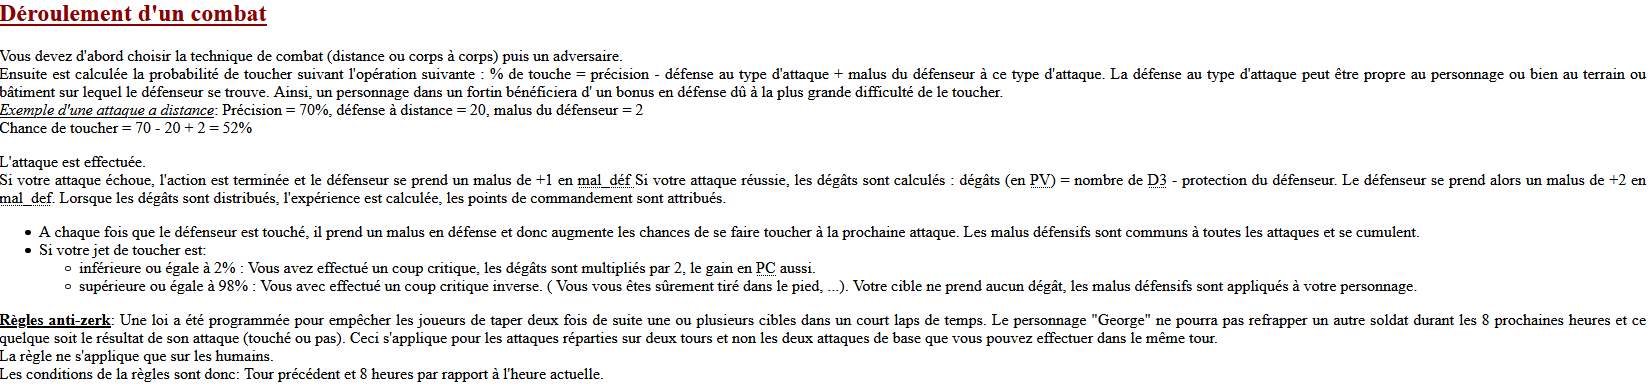 Déroulement d'un combat
Vous devez d'abord choisir la technique de combat (distance ou corps à corps) puis un adversaire.
Ensuite est calculée la probabilité de toucher suivant l'opération suivante : % de touche = précision - défense au type d'attaque + malus du défenseur à ce type d'attaque. La défense au type d'attaque peut être propre au personnage ou bien au terrain ou
bâtiment sur lequel le défenseur se trouve. Ainsi, un personnage dans un fortin bénéficiera d' un bonus en défense dû à la plus grande difficulté de le toucher.
Exemple d'une attaque a distance: Précision = 70%, défense à distance = 20, malus du défenseur = 2
Chance de toucher = 70 - 20 + 2 = 52%
L'attaque est effectuée.
Si votre attaque échoue, l'action est terminée et le défenseur se prend un malus de +1 en mal_déf Si votre attaque réussie, les dégâts sont calculés : dégâts (en PV) = nombre de D3 - protection du défenseur. Le défenseur se prend alors un malus de +2 en
mal_def. Lorsque les dégâts sont distribués, l'expérience est calculée, les points de commandement sont attribués.
• A chaque fois que le défenseur est touché, il prend un malus en défense et donc augmente les chances de se faire toucher à la prochaine attaque. Les malus défensifs sont communs à toutes les attaques et se cumulent.
• Si votre jet de toucher est:
◦ inférieure ou égale à 2% : Vous avez effectué un coup critique, les dégâts sont multipliés par 2, le gain en PC aussi.
◦ supérieure ou égale à 98% : Vous avec effectué un coup critique inverse. ( Vous vous êtes sûrement tiré dans le pied, ...). Votre cible ne prend aucun dégât, les malus défensifs sont appliqués à votre personnage.
Règles anti-zerk: Une loi a été programmée pour empêcher les joueurs de taper deux fois de suite une ou plusieurs cibles dans un court laps de temps. Le personnage "George" ne pourra pas refrapper un autre soldat durant les 8 prochaines heures et ce
quelque soit le résultat de son attaque (touché ou pas). Ceci s'applique pour les attaques réparties sur deux tours et non les deux attaques de base que vous pouvez effectuer dans le même tour.
La règle ne s'applique que sur les humains.
Les conditions de la règles sont donc: Tour précédent et 8 heures par rapport à l'heure actuelle.